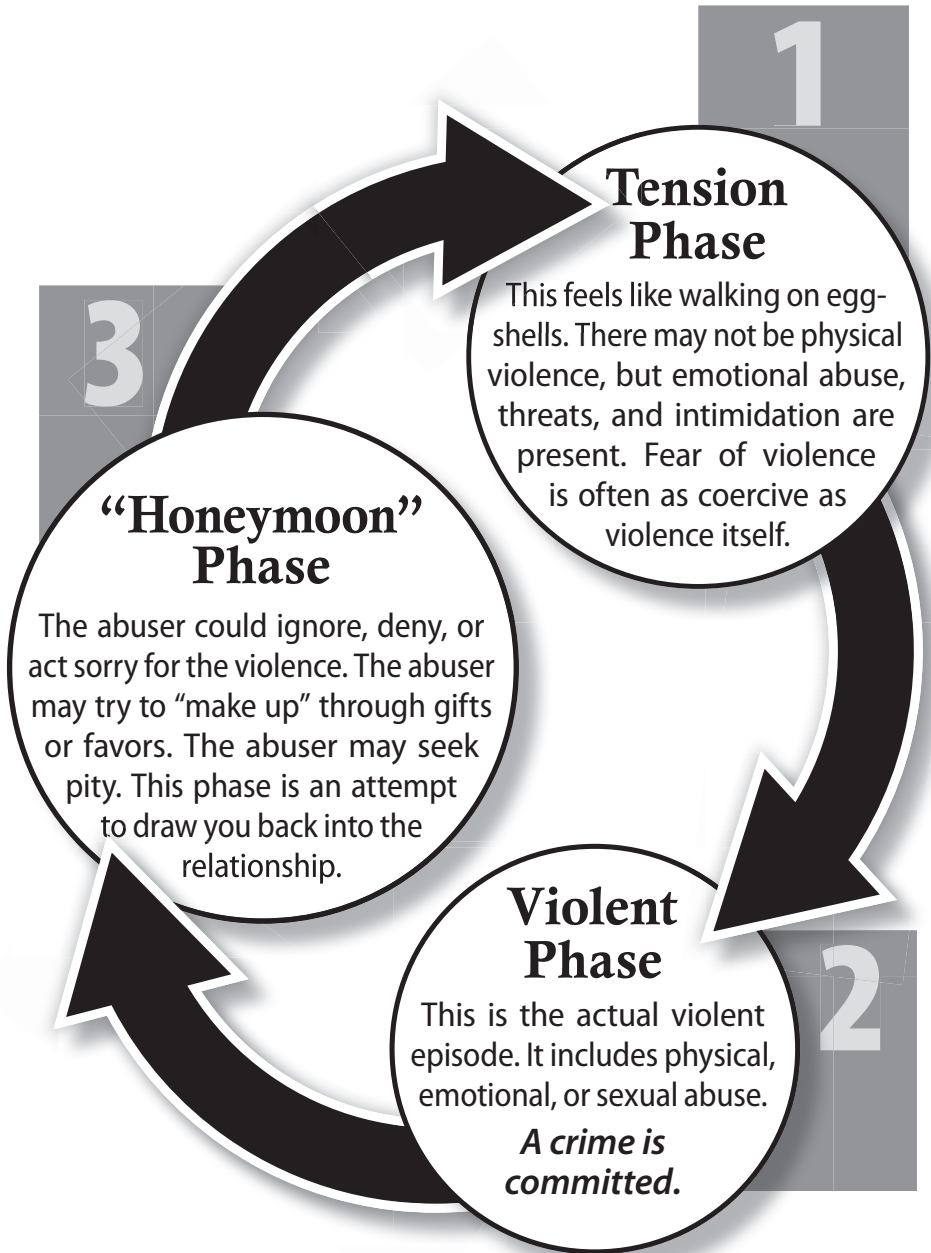 1
Tension
Phase
This feels like walking on egg-
shells. There may not be physical
violence, but emotional abuse,
threats, and intimidation are
present. Fear of violence
is often as coercive as
violence itself.
2
Violent
Phase
This is the actual violent
episode. It includes physical,
emotional, or sexual abuse.
A crime is
committed.
3
“Honeymoon”
Phase
The abuser could ignore, deny, or
act sorry for the violence. The abuser
may try to “make up” through gifts
or favors. The abuser may seek
pity. This phase is an attempt
to draw you back into the
relationship.